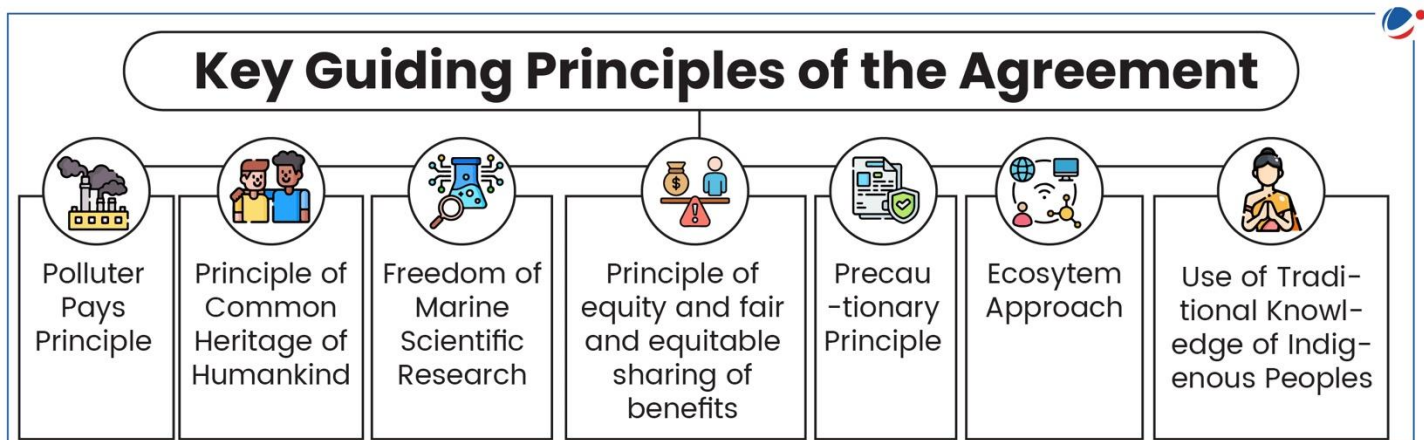 Key Guiding Principles of the Agreement
Polluter
Pays
Principle
Principle of
Common
Heritage of
Humankind
Freedom of
Marine
Scientific
Research
Principle of
equity and fair
and equitable
sharing of
benefits
Precau
-tionary
Principle
Ecosytem
Approach
Use of Tradi-
tional Knowl-
edge of Indig-
enous Peoples